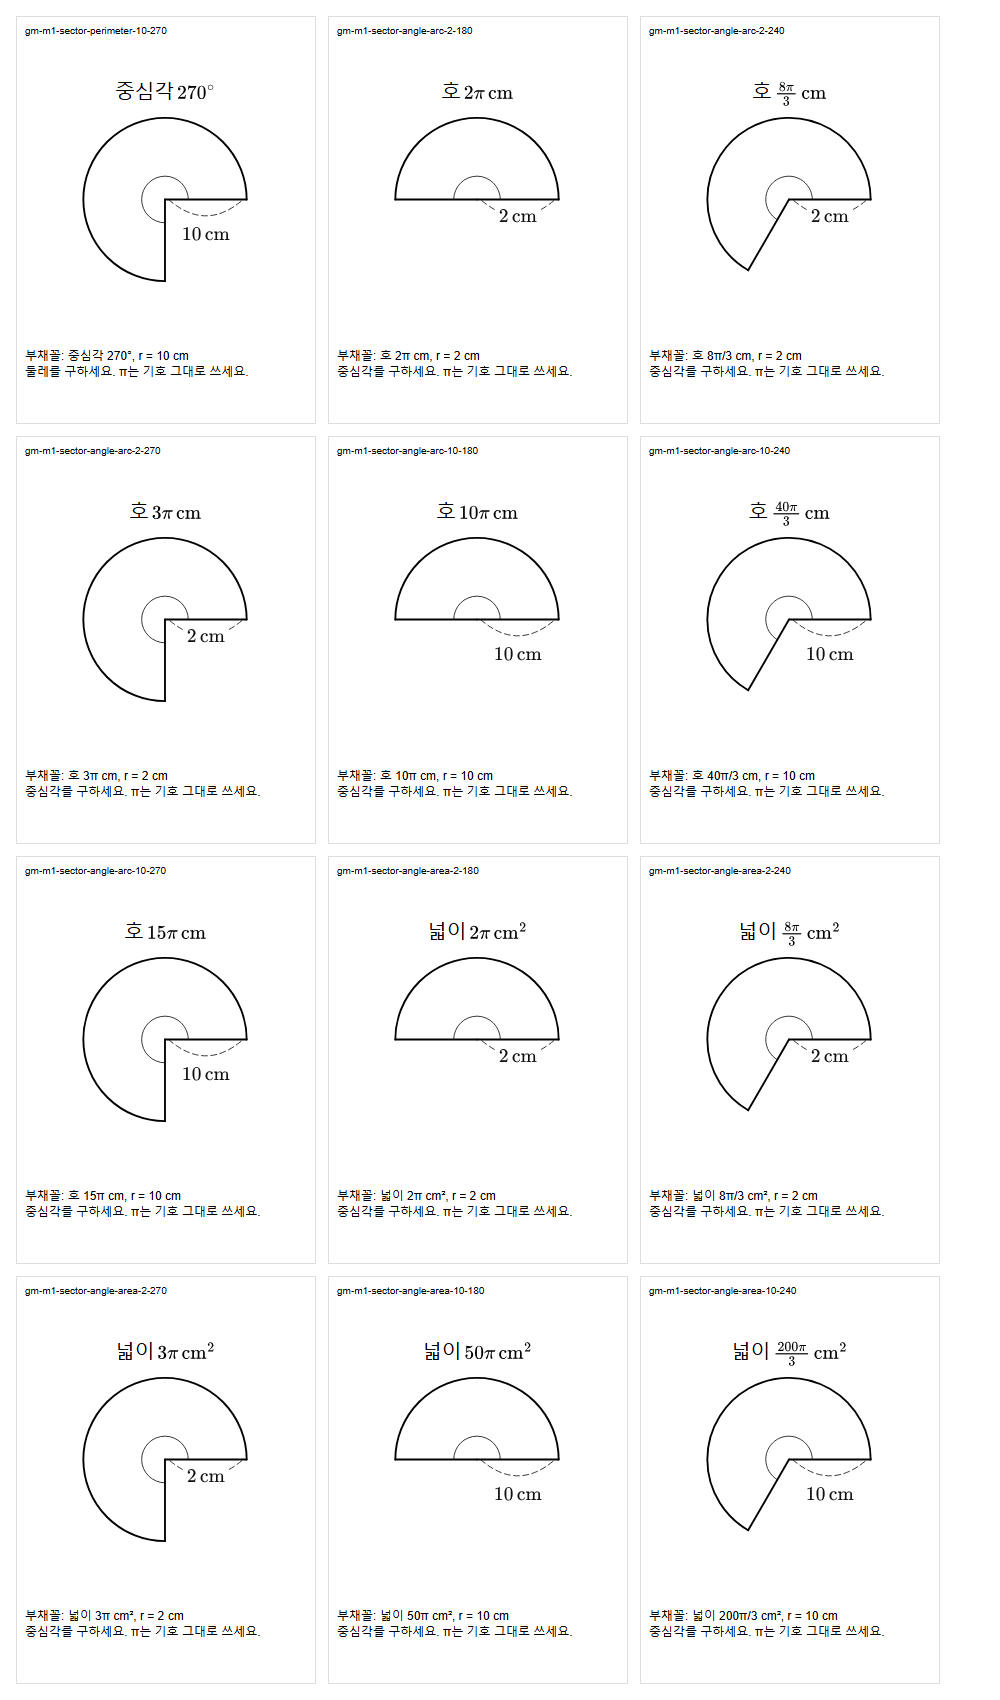 gm-m1-sector-perimeter-10-270
중심각 270°
10 cm
부채꼴: 중심각 270°, r = 10 cm
둘레를 구하세요. π는 기호 그대로 쓰세요.
gm-m1-sector-angle-arc-2-180
호 2π cm
2 cm
부채꼴: 호 2π cm, r = 2 cm
중심각를 구하세요. π는 기호 그대로 쓰세요.
gm-m1-sector-angle-arc-2-240
호 8π/3 cm
2 cm
부채꼴: 호 8π/3 cm, r = 2 cm
중심각를 구하세요. π는 기호 그대로 쓰세요.
gm-m1-sector-angle-arc-2-270
호 3π cm
2 cm
부채꼴: 호 3π cm, r = 2 cm
중심각를 구하세요. π는 기호 그대로 쓰세요.
gm-m1-sector-angle-arc-10-180
호 10π cm
10 cm
부채꼴: 호 10π cm, r = 10 cm
중심각를 구하세요. π는 기호 그대로 쓰세요.
gm-m1-sector-angle-arc-10-240
호 40π/3 cm
10 cm
부채꼴: 호 40π/3 cm, r = 10 cm
중심각를 구하세요. π는 기호 그대로 쓰세요.
gm-m1-sector-angle-arc-10-270
호 15π cm
10 cm
부채꼴: 호 15π cm, r = 10 cm
중심각를 구하세요. π는 기호 그대로 쓰세요.
gm-m1-sector-angle-area-2-180
넓이 2π cm²
2 cm
부채꼴: 넓이 2π cm², r = 2 cm
중심각를 구하세요. π는 기호 그대로 쓰세요.
gm-m1-sector-angle-area-2-240
넓이 8π/3 cm²
2 cm
부채꼴: 넓이 8π/3 cm², r = 2 cm
중심각를 구하세요. π는 기호 그대로 쓰세요.
gm-m1-sector-angle-area-2-270
넓이 3π cm²
2 cm
부채꼴: 넓이 3π cm², r = 2 cm
중심각를 구하세요. π는 기호 그대로 쓰세요.
gm-m1-sector-angle-area-10-180
넓이 50π cm²
10 cm
부채꼴: 넓이 50π cm², r = 10 cm
중심각를 구하세요. π는 기호 그대로 쓰세요.
gm-m1-sector-angle-area-10-240
넓이 200π/3 cm²
10 cm
부채꼴: 넓이 200π/3 cm², r = 10 cm
중심각를 구하세요. π는 기호 그대로 쓰세요.